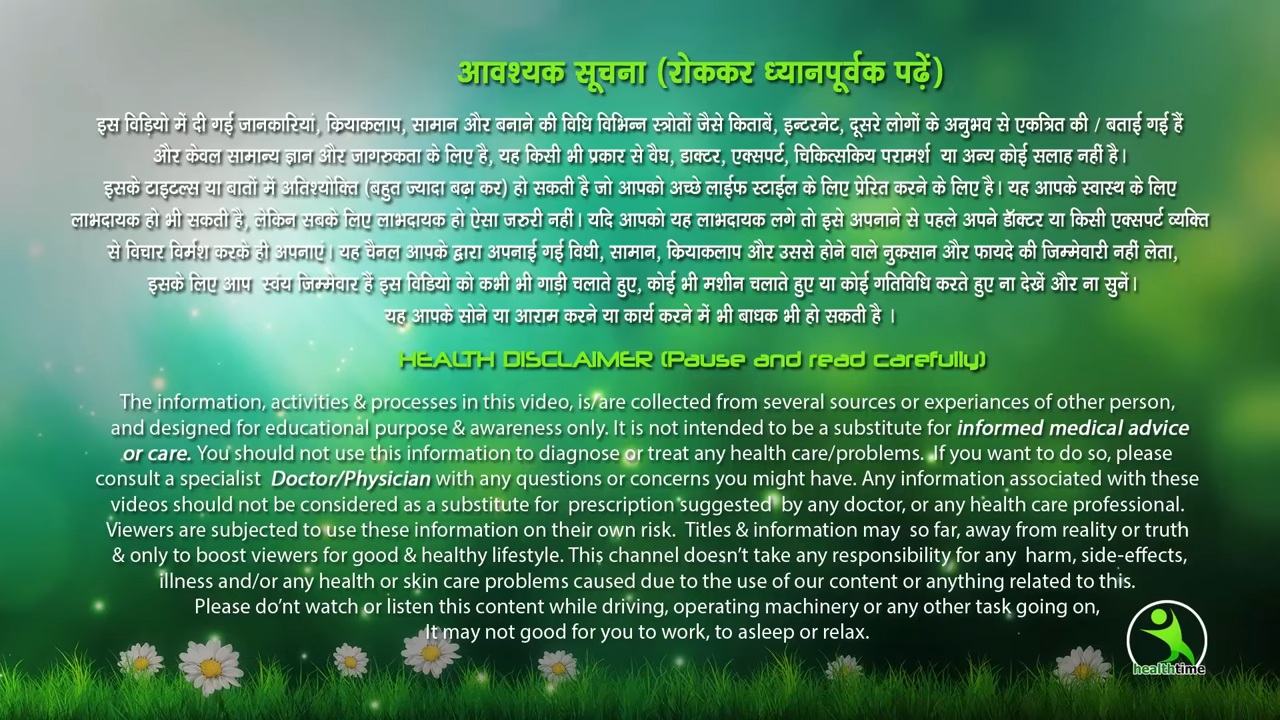 आवश्यक सूचना (रोककर ध्यानपूर्वक पढ़ें)
इस विड़ियो में दी गई जानकारियां, क्रियाकलाप, सामान और बनाने की विधि विभिन्न स्त्रोतों जैसे किताबें, इन्टरनेट, दूसरे लोगों के अनुभव से एकत्रित की / बताई गई हैं
और केवल सामान्य ज्ञान और जागरुकता के लिए है, यह किसी भी प्रकार से वैद्य, डाक्टर, एक्सपर्ट, चिकित्सकिय परामर्श या अन्य कोई सलाह नहीं है।
इसके टाइटल्स या बातों में अतिश्योक्ति (बहुत ज्यादा बढ़ा कर) हो सकती है जो आपको अच्छे लाईफ स्टाईल के लिए प्रेरित करने के लिए है। यह आपके स्वास्थ के लिए
लाभदायक हो भी सकती है, लेकिन सबके लिए लाभदायक हो ऐसा जरुरी नहीं। यदि आपको यह लाभदायक लगे तो इसे अपनाने से पहले अपने डॉक्टर या किसी एक्सपर्ट व्यक्ति
से विचार विर्मश करके ही अपनाएं। यह चैनल आपके द्वारा अपनाई गई विधी, सामान, क्रियाकलाप और उससे होने वाले नुकसान और फायदे की जिम्मेवारी नहीं लेता,
इसके लिए आप स्वंय जिम्मेवार हैं इस विडियो को कभी भी गाड़ी चलाते हुए, कोई भी मशीन चलाते हुए या कोई गतिविधि करते हुए ना देखें और ना सुनें।
यह आपके सोने या आराम करने या कार्य करने में भी बाधक भी हो सकती है ।
HEALTH DISCLAIMER (Pause and read carefully)
The information, activities & processes in this video, is/are collected from several sources or experiances of other person,
and designed for educational purpose & awareness only. It is not intended to be a substitute for informed medical advice
or care. You should not use this information to diagnose or treat any health care/problems. If you want to do so, please
consult a specialist Doctor/Physician with any questions or concerns you might have. Any information associated with these
videos should not be considered as a substitute for prescription suggested by any doctor, or any health care professional.
Viewers are subjected to use these information on their own risk. Titles & information may so far, away from reality or truth
& only to boost viewers for good & healthy lifestyle. This channel doesn't take any responsibility for any harm, side-effects,
illness and/or any health or skin care problems caused due to the use of our content or anything related to this.
Please do'nt watch or listen this content while driving, operating machinery or any other task going on,
It may not good for you to work, to asleep or relax.
healthtime